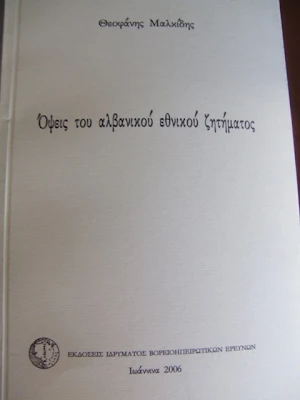 Θεοφάνης Μαλκίδης
Όψεις του αλβανικού εθνικού ζητήματος
ΕΚΔΟΣΕΙΣ ΙΔΡΥΜΑΤΟΣ ΒΟΡΕΙΟΗΠΕΙΡΩΤΙΚΩΝ ΕΡΕΥΝΩΝ
Ιωάννινα 2006